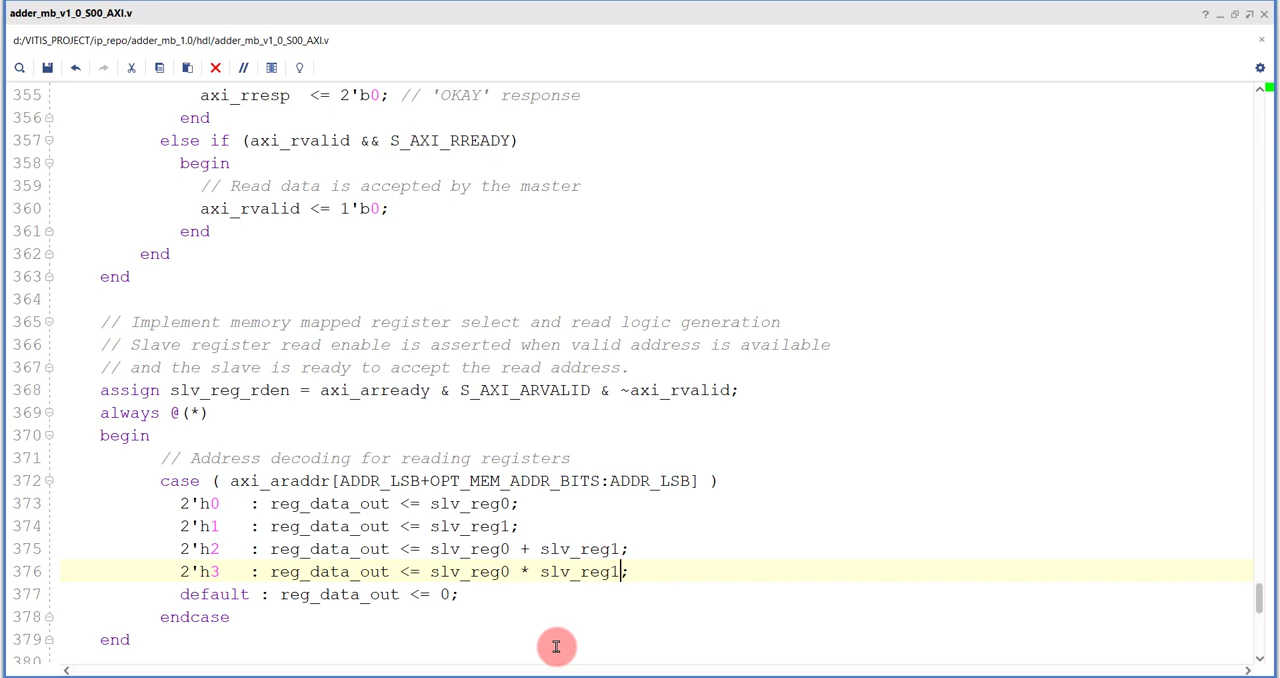 adder_mb_v1_0_S00_AXI.v
d:/VITIS_PROJECT/ip_repo/adder_mb_1.0/hdl/adder_mb_v1_0_S00_AXI.v
355 axi_rresp <= 2'b0; // 'OKAY' response
356 end
357 else if (axi_rvalid && S_AXI_RREADY)
358 begin
359 // Read data is accepted by the master
360 axi_rvalid <= 1'b0;
361 end
362 end
363 end
364
365 // Implement memory mapped register select and read logic generation
366 // Slave register read enable is asserted when valid address is available
367 // and the slave is ready to accept the read address.
368 assign slv_reg_rden = axi_arready & S_AXI_ARVALID & ~axi_rvalid;
369 always @(*)
370 begin
371 // Address decoding for reading registers
372 case ( axi_araddr[ADDR_LSB+OPT_MEM_ADDR_BITS:ADDR_LSB] )
373 2'h0 : reg_data_out <= slv_reg0;
374 2'h1 : reg_data_out <= slv_reg1;
375 2'h2 : reg_data_out <= slv_reg0 + slv_reg1;
376 2'h3 : reg_data_out <= slv_reg0 * slv_reg1;
377 default : reg_data_out <= 0;
378 endcase
379 end
380